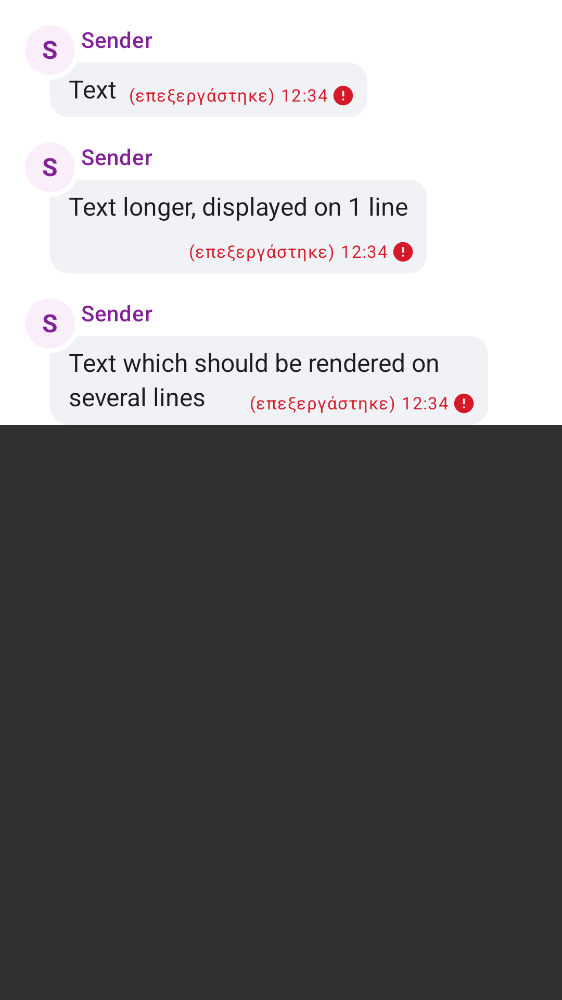 S Sender
Text (επεξεργάστηκε) 12:34
S Sender
Text longer, displayed on 1 line
(επεξεργάστηκε) 12:34
S Sender
Text which should be rendered on
several lines (επεξεργάστηκε) 12:34